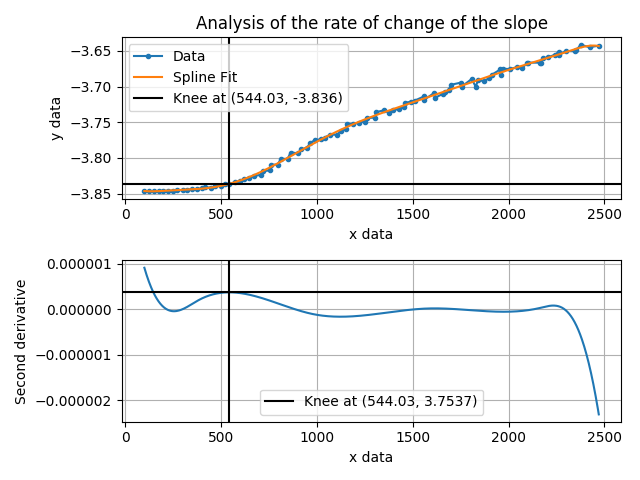 Analysis of the rate of change of the slope
y data
−3.65
−3.70
−3.75
−3.80
−3.85
Data
Spline Fit
Knee at (544.03, -3.836)
0
500
1000
1500
2000
2500
x data
Second derivative
0.000001
0.000000
−0.000001
−0.000002
Knee at (544.03, 3.7537)
0
500
1000
1500
2000
2500
x data